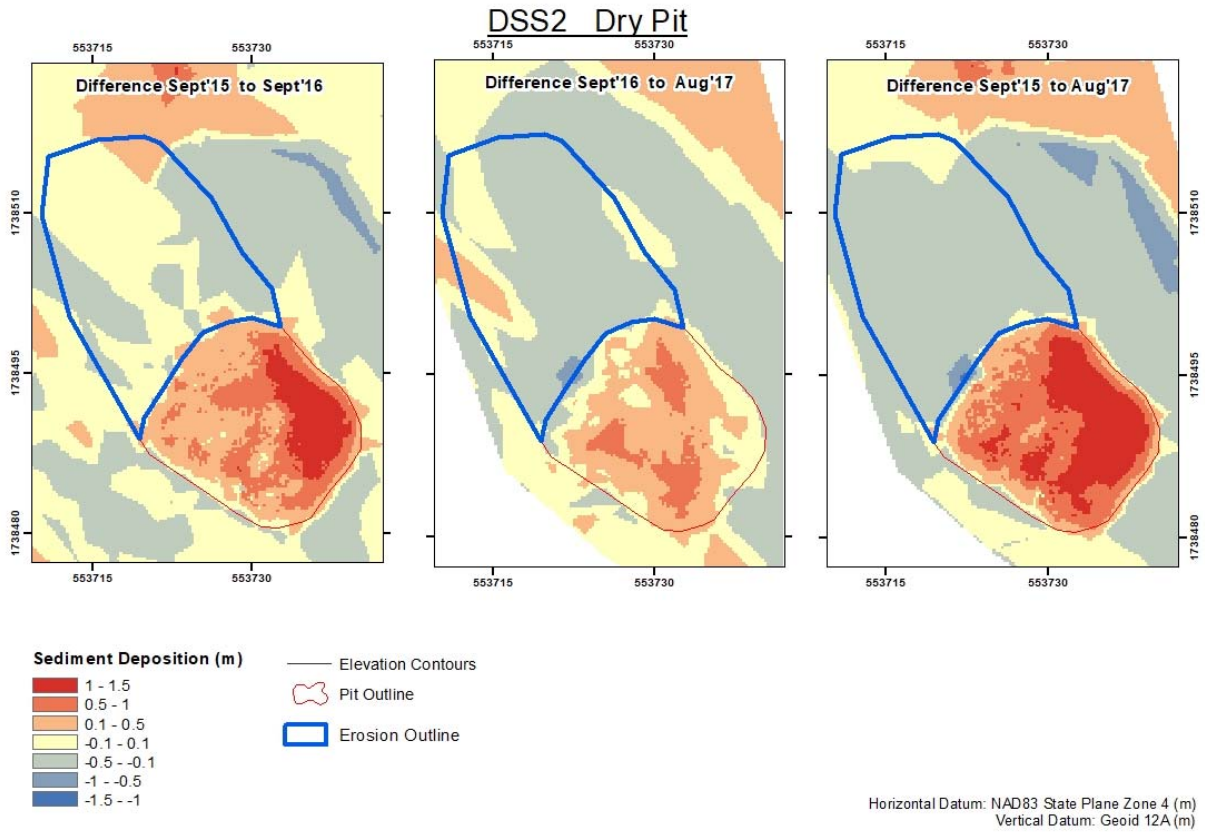 DSS2 Dry Pit
553715 553730 553715 553730 553715 553730
Difference Sept'15 to Sept'16 Difference Sept'16 to Aug'17 Difference Sept'15 to Aug'17
1738510 1738510
1738495 1738495
1738480 1738480
553715 553730 553715 553730 553715 553730
Sediment Deposition (m)
1 - 1.5
0.5 - 1
0.1 - 0.5
-0.1 - 0.1
-0.5 - -0.1
-1 - -0.5
-1.5 - -1
Elevation Contours
Pit Outline
Erosion Outline
Horizontal Datum: NAD83 State Plane Zone 4 (m)
Vertical Datum: Geoid 12A (m)